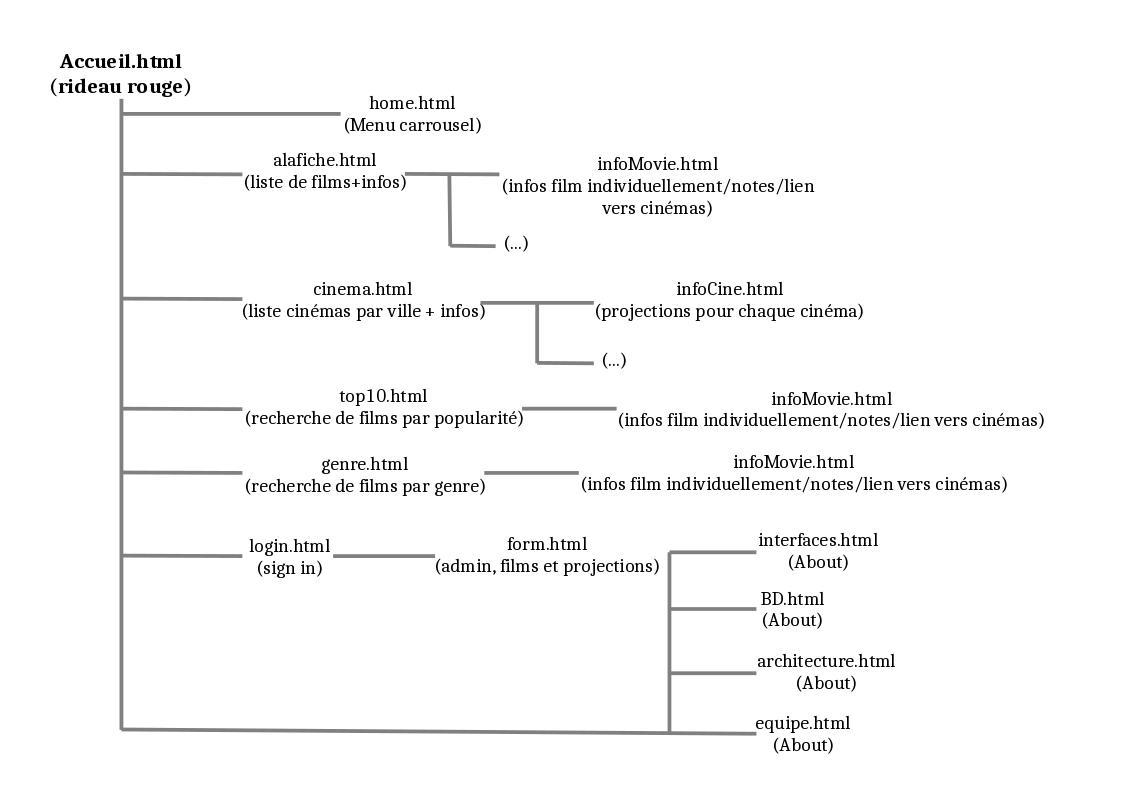 Accueil.html
(rideau rouge)
home.html
(Menu carrousel)
alafiche.html
(liste de films+infos)
infoMovie.html
(infos film individuellement/notes/lien
vers cinémas)
(...)
cinema.html
(liste cinémas par ville + infos)
infoCine.html
(projections pour chaque cinéma)
(...)
top10.html
(recherche de films par popularité)
infoMovie.html
(infos film individuellement/notes/lien vers cinémas)
genre.html
(recherche de films par genre)
infoMovie.html
(infos film individuellement/notes/lien vers cinémas)
login.html
(sign in)
form.html
(admin, films et projections)
interfaces.html
(About)
BD.html
(About)
architecture.html
(About)
equipe.html
(About)